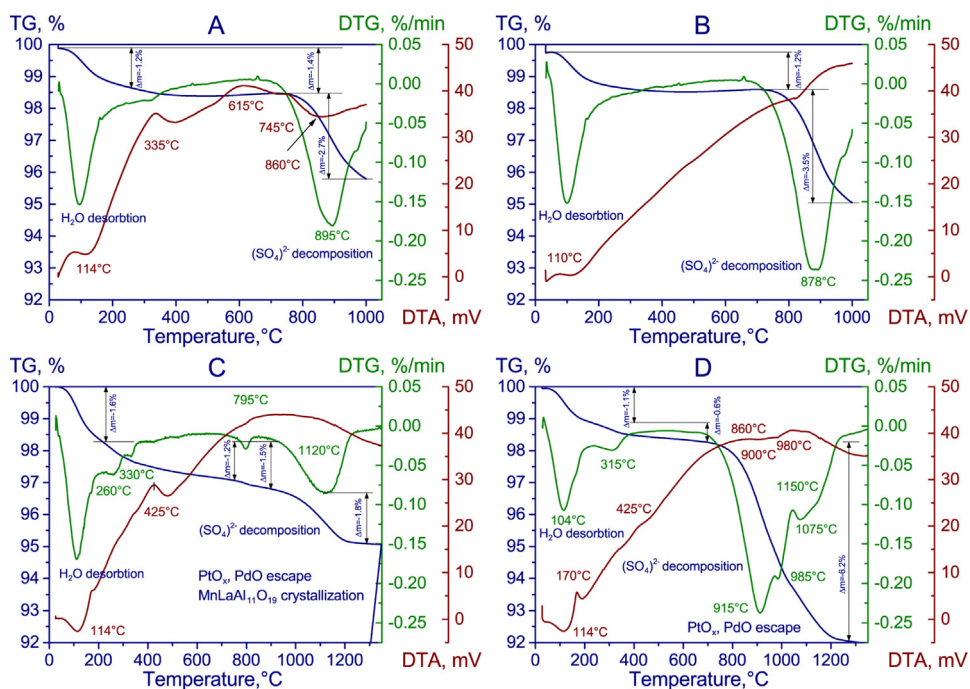 TG, %
A
DTG, %/min
100
99
98
97
96
95
94
93
92
0.05
0.00
-0.05
-0.10
-0.15
-0.20
-0.25
50
40
30
20
10
0
Δm=-1.2%
Δm=-1.4%
Δm=-2.7%
615°C
335°C
745°C
860°C
H₂O desorbtion
895°C
(SO₄)²⁻ decomposition
114°C
0 200 400 600 800 1000
Temperature,°C
DTA, mV
TG, %
B
DTG, %/min
100
99
98
97
96
95
94
93
92
0.05
0.00
-0.05
-0.10
-0.15
-0.20
-0.25
50
40
30
20
10
0
Δm=-1.2%
Δm=-3.5%
H₂O desorbtion
110°C
(SO₄)²⁻ decomposition
878°C
0 200 400 600 800 1000
Temperature,°C
DTA, mV
TG, %
C
DTG, %/min
100
99
98
97
96
95
94
93
92
0.05
0.00
-0.05
-0.10
-0.15
-0.20
-0.25
50
40
30
20
10
0
Δm=-1.6%
795°C
Δm=-1.2%
Δm=-1.5%
1120°C
330°C
260°C
425°C
Δm=-1.8%
(SO₄)²⁻ decomposition
H₂O desorbtion
PtOₓ, PdO escape
MnLaAl₁₁O₁₉ crystallization
114°C
0 200 400 600 800 1000 1200
Temperature,°C
DTA, mV
TG, %
D
DTG, %/min
100
99
98
97
96
95
94
93
92
0.05
0.00
-0.05
-0.10
-0.15
-0.20
-0.25
50
40
30
20
10
0
Δm=-1.1%
Δm=-0.6%
860°C
900°C
980°C
315°C
1150°C
425°C
104°C
1075°C
H₂O desorbtion
170°C
(SO₄)²⁻ decomposition
985°C
Δm=-6.2%
915°C
114°C
PtOₓ, PdO escape
0 200 400 600 800 1000 1200
Temperature,°C
DTA, mV